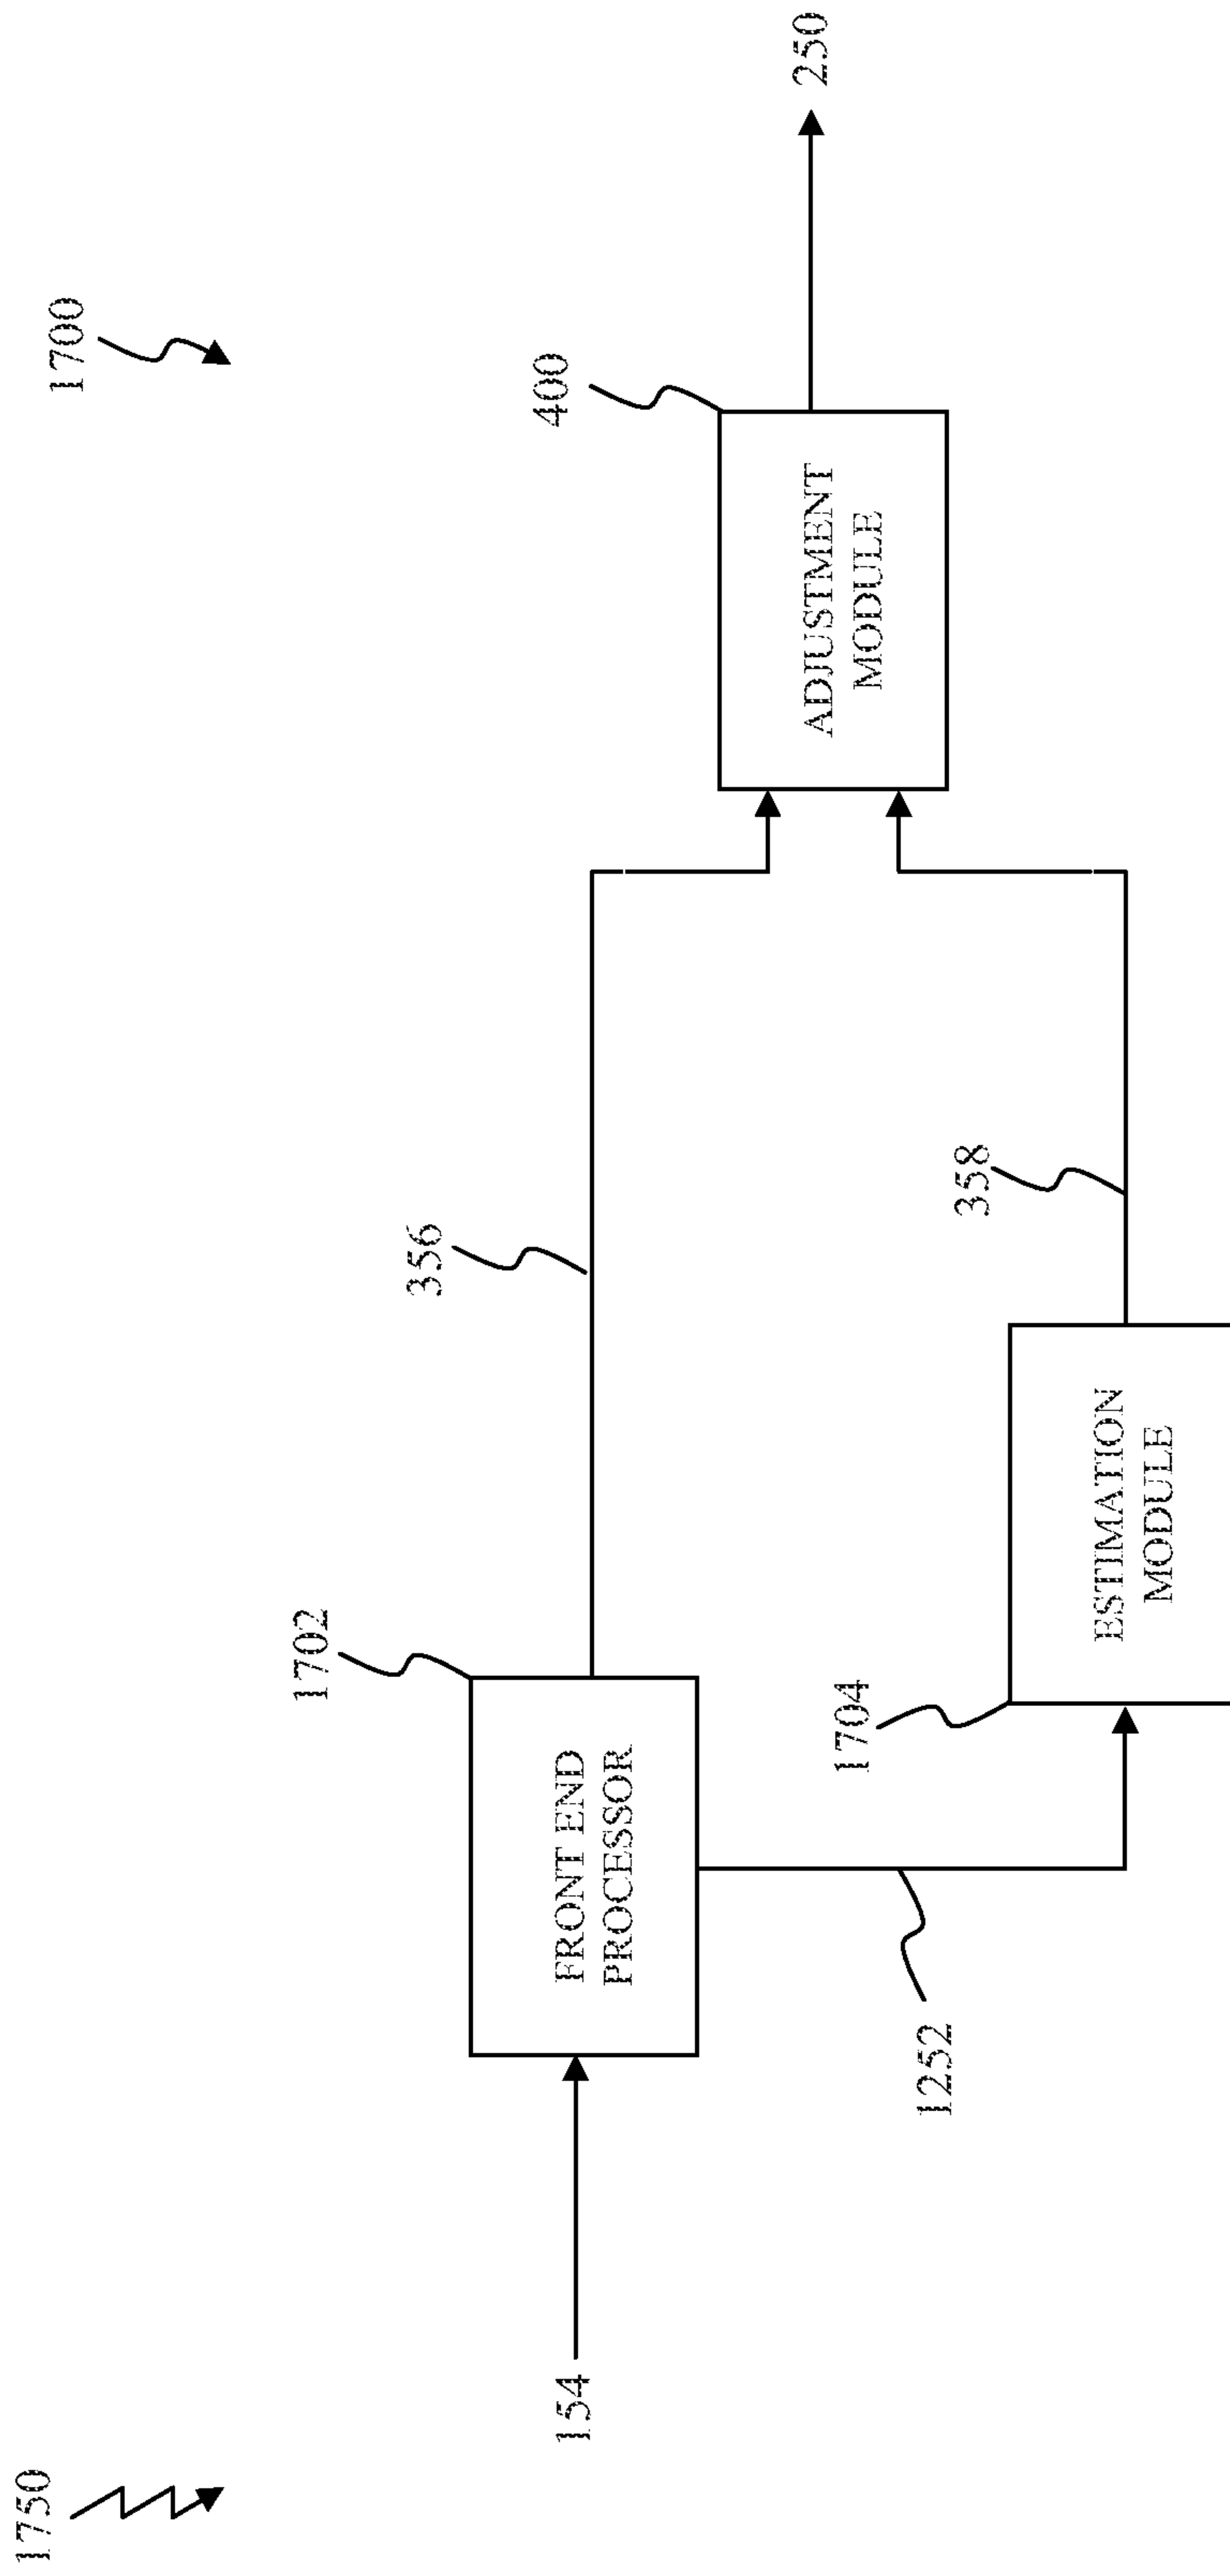 1750
1700
154
FRONT END
PROCESSOR
1702
356
1252
1704
ESTIMATION
MODULE
358
ADJUSTMENT
MODULE
400
250